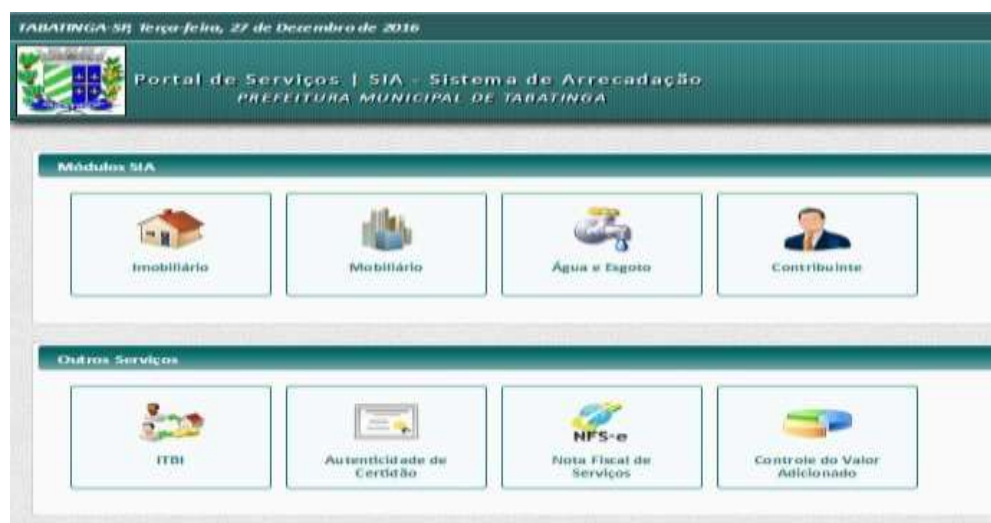 TABATINGA-SP, Terça-feira, 27 de Dezembro de 2016
Portal de Serviços | SIA - Sistema de Arrecadação
PREFEITURA MUNICIPAL DE TABATINGA
Módulos SIA
Imobiliário
Mobiliário
Água e Esgoto
Contribuinte
Outros Serviços
ITBI
Autenticidade de
Certidão
NFS-e
Nota Fiscal de
Serviços
Controle do Valor
Adicionado